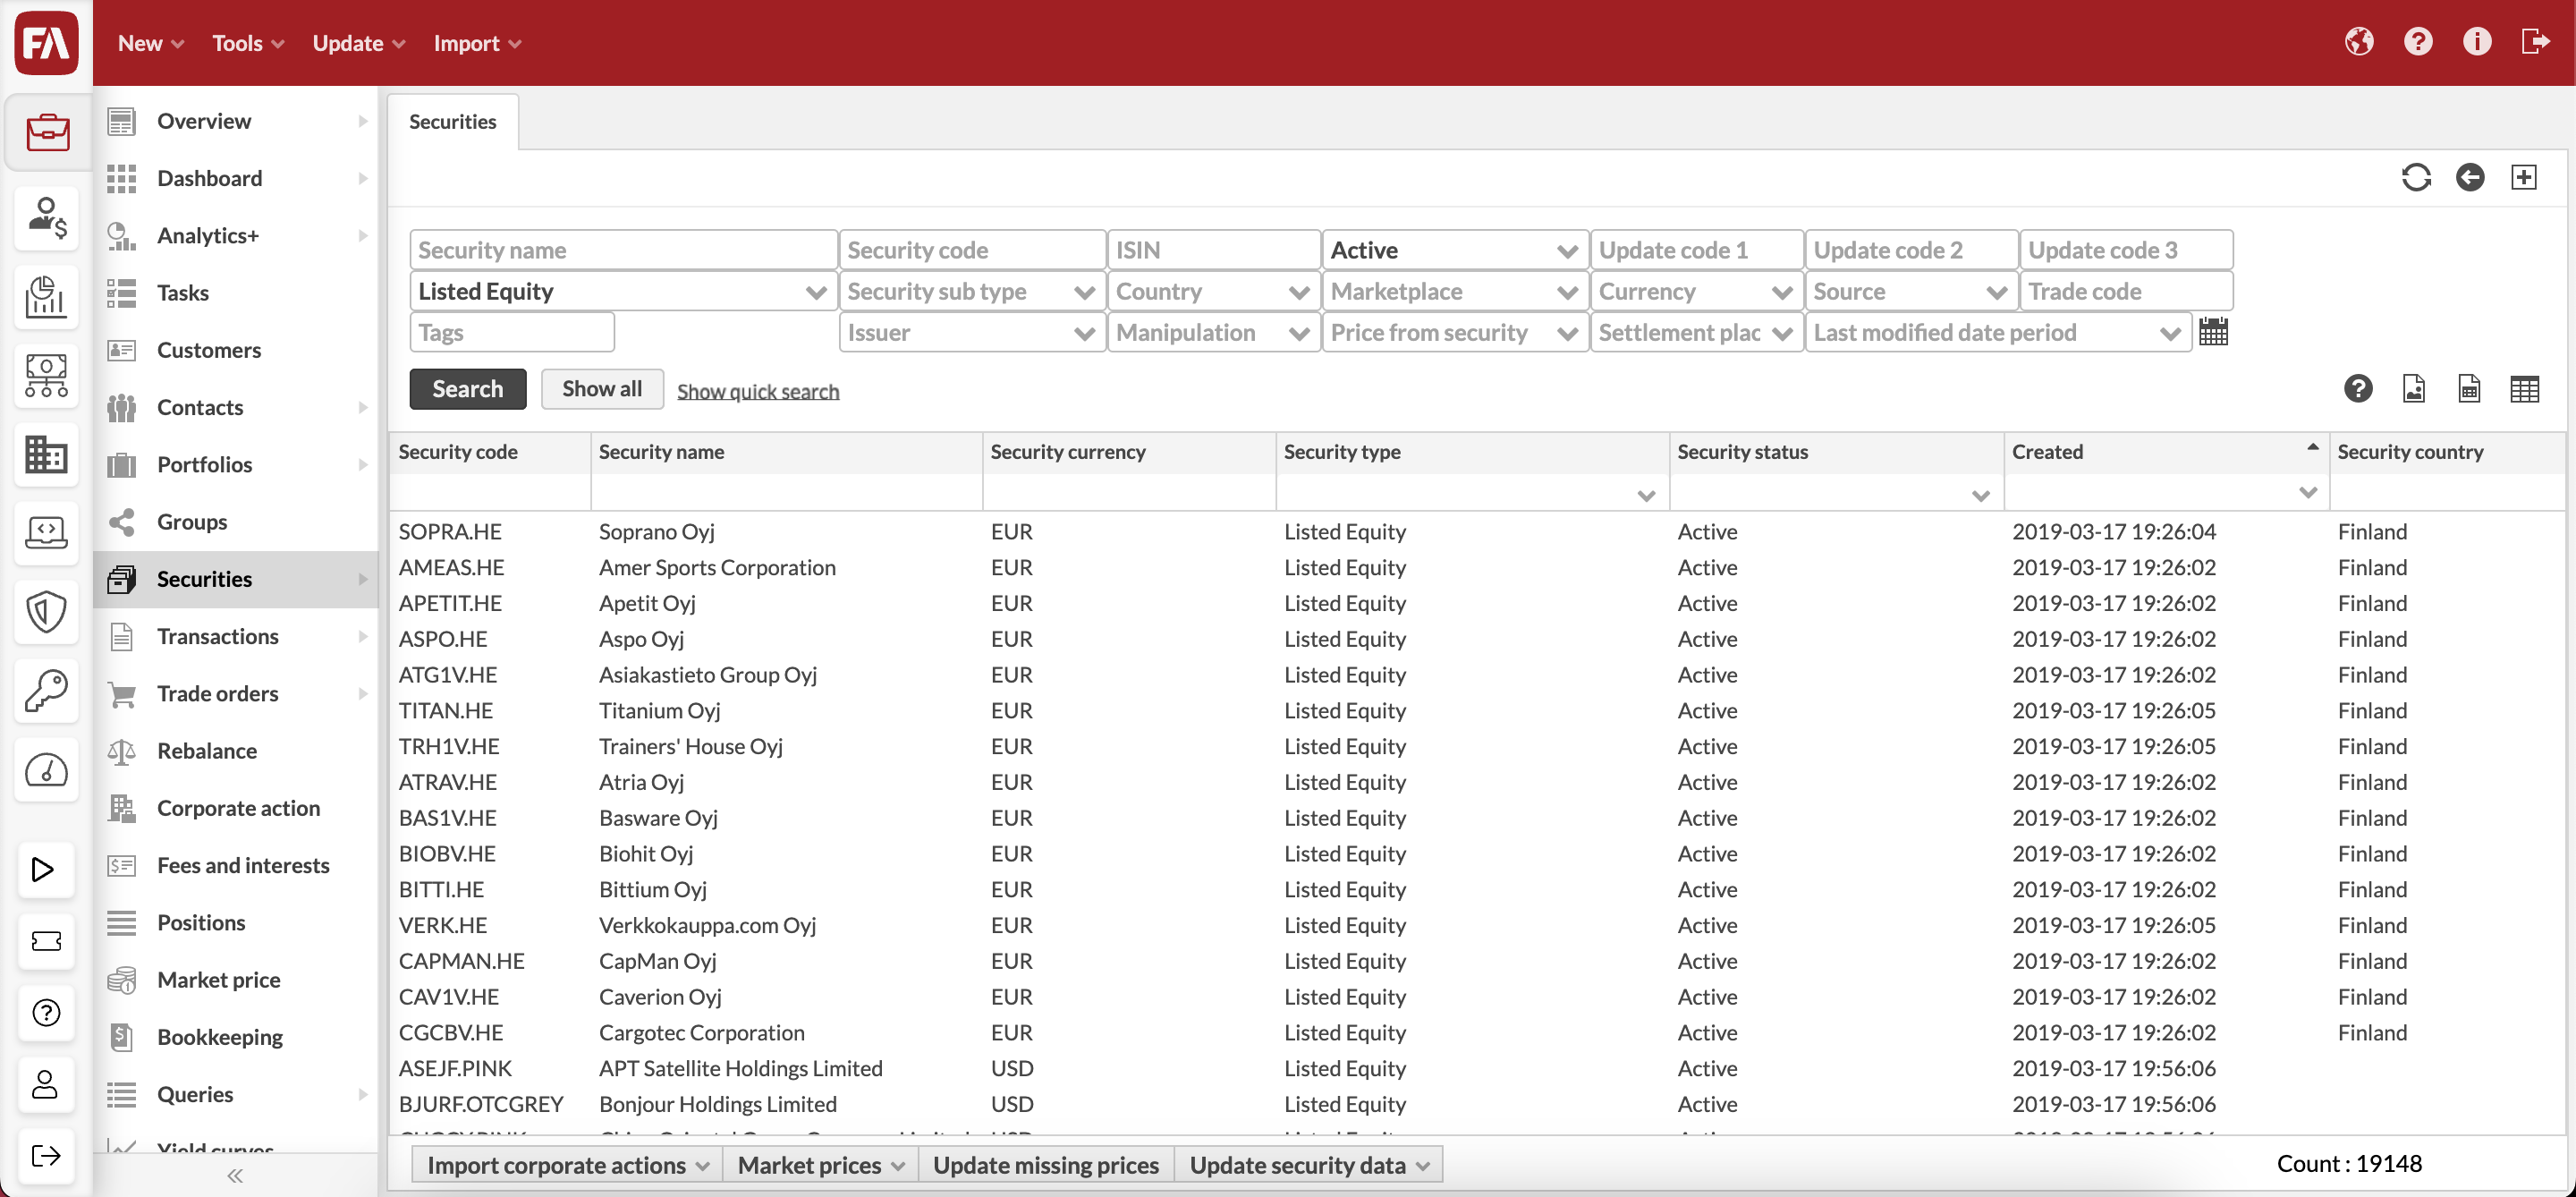 FA New Tools Update Import
Overview
Dashboard
Analytics+
Tasks
Customers
Contacts
Portfolios
Groups
Securities
Transactions
Trade orders
Rebalance
Corporate action
Fees and interests
Positions
Market price
Bookkeeping
Queries
Yield curves
Securities
Security name Security code ISIN Active Update code 1 Update code 2 Update code 3
Listed Equity Security sub type Country Marketplace Currency Source Trade code
Tags Issuer Manipulation Price from security Settlement plac Last modified date period
Search Show all Show quick search
Security code Security name Security currency Security type Security status Created Security country
SOPRA.HE Soprano Oyj EUR Listed Equity Active 2019-03-17 19:26:04 Finland
AMEAS.HE Amer Sports Corporation EUR Listed Equity Active 2019-03-17 19:26:02 Finland
APETIT.HE Apetit Oyj EUR Listed Equity Active 2019-03-17 19:26:02 Finland
ASPO.HE Aspo Oyj EUR Listed Equity Active 2019-03-17 19:26:02 Finland
ATG1V.HE Asiakastieto Group Oyj EUR Listed Equity Active 2019-03-17 19:26:02 Finland
TITAN.HE Titanium Oyj EUR Listed Equity Active 2019-03-17 19:26:05 Finland
TRH1V.HE Trainers' House Oyj EUR Listed Equity Active 2019-03-17 19:26:05 Finland
ATRAV.HE Atria Oyj EUR Listed Equity Active 2019-03-17 19:26:02 Finland
BAS1V.HE Basware Oyj EUR Listed Equity Active 2019-03-17 19:26:02 Finland
BIOBV.HE Biohit Oyj EUR Listed Equity Active 2019-03-17 19:26:02 Finland
BITTI.HE Bittium Oyj EUR Listed Equity Active 2019-03-17 19:26:02 Finland
VERK.HE Verkkokauppa.com Oyj EUR Listed Equity Active 2019-03-17 19:26:05 Finland
CAPMAN.HE CapMan Oyj EUR Listed Equity Active 2019-03-17 19:26:02 Finland
CAV1V.HE Caverion Oyj EUR Listed Equity Active 2019-03-17 19:26:02 Finland
CGCBV.HE Cargotec Corporation EUR Listed Equity Active 2019-03-17 19:26:02 Finland
ASEJF.PINK APT Satellite Holdings Limited USD Listed Equity Active 2019-03-17 19:56:06
BJURF.OTCGREY Bonjour Holdings Limited USD Listed Equity Active 2019-03-17 19:56:06
Import corporate actions Market prices Update missing prices Update security data Count : 19148